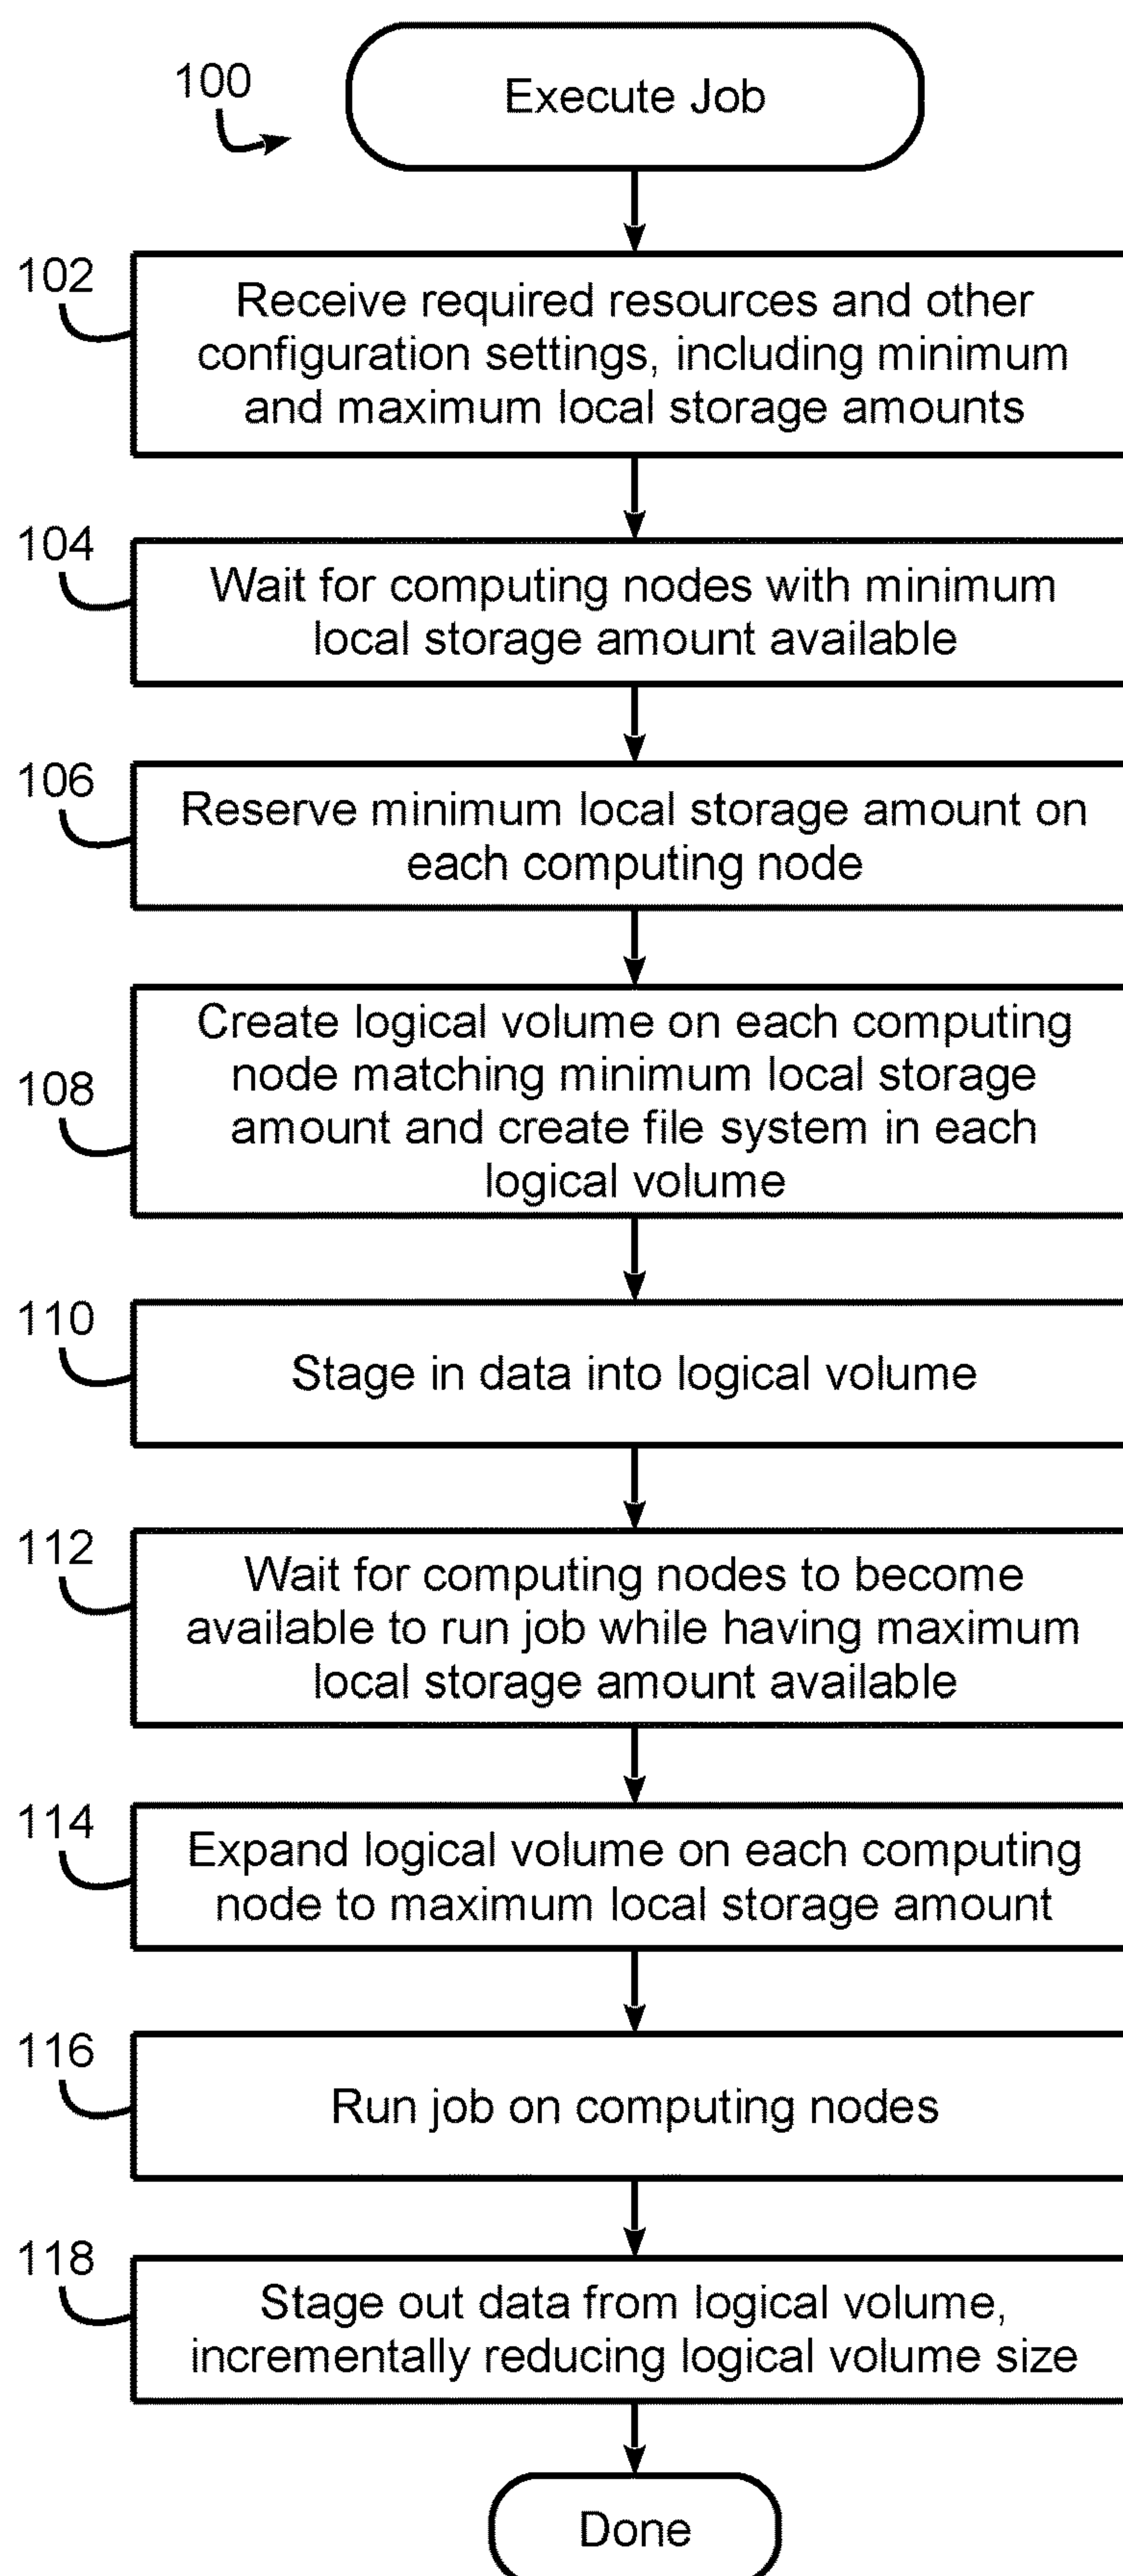 100
Execute Job
102
Receive required resources and other
configuration settings, including minimum
and maximum local storage amounts
104
Wait for computing nodes with minimum
local storage amount available
106
Reserve minimum local storage amount on
each computing node
108
Create logical volume on each computing
node matching minimum local storage
amount and create file system in each
logical volume
110
Stage in data into logical volume
112
Wait for computing nodes to become
available to run job while having maximum
local storage amount available
114
Expand logical volume on each computing
node to maximum local storage amount
116
Run job on computing nodes
118
Stage out data from logical volume,
incrementally reducing logical volume size
Done